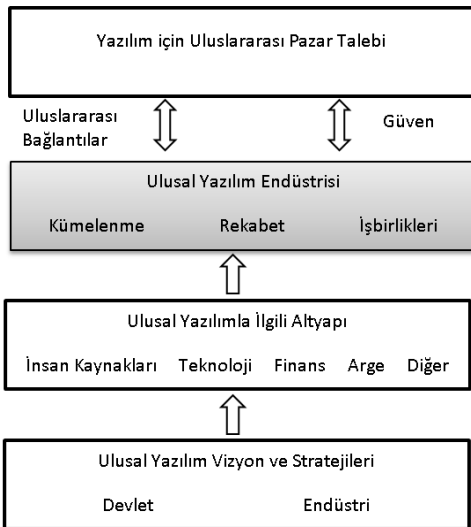 Yazılım için Uluslararası Pazar Talebi
Uluslararası
Bağlantılar
Güven
Ulusal Yazılım Endüstrisi
Kümelenme Rekabet İşbirlikleri
Ulusal Yazılımla İlgili Altyapı
İnsan Kaynakları Teknoloji Finans Arge Diğer
Ulusal Yazılım Vizyon ve Stratejileri
Devlet Endüstri